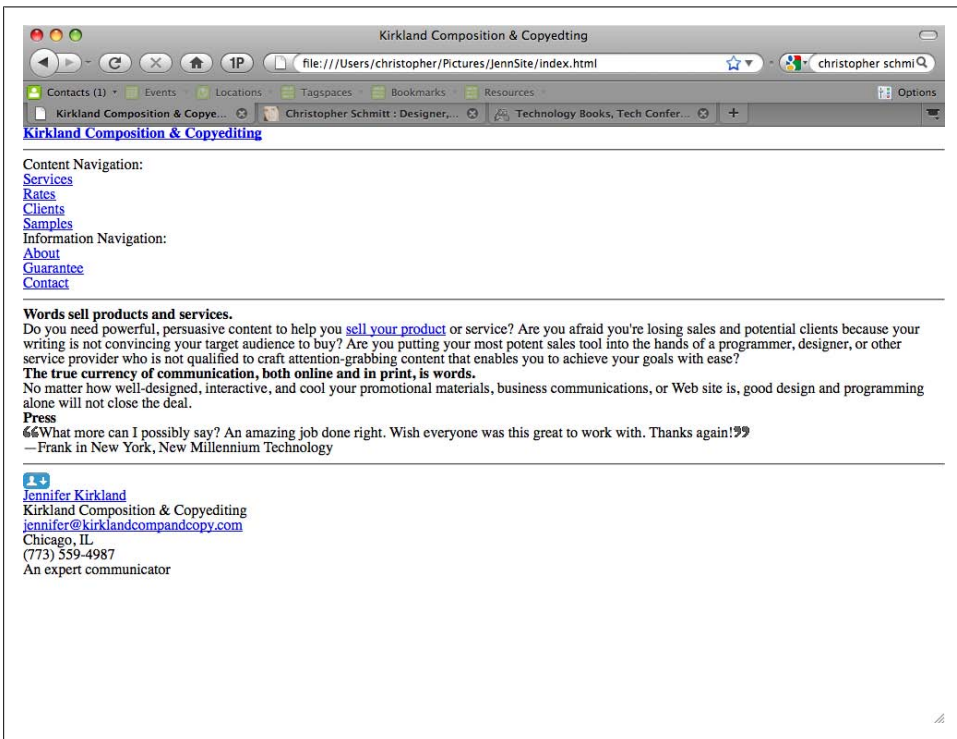 Kirkland Composition & Copyedting
1P
file:///Users/christopher/Pictures/JennSite/index.html
christopher schmi
Contacts (1)
Events
Locations
Tagspaces
Bookmarks
Resources
Options
Kirkland Composition & Copye...
Christopher Schmitt : Designer,...
Technology Books, Tech Confer...
+
Kirkland Composition & Copyediting
Content Navigation:
Services
Rates
Clients
Samples
Information Navigation:
About
Guarantee
Contact
Words sell products and services.
Do you need powerful, persuasive content to help you sell your product or service? Are you afraid you're losing sales and potential clients because your
writing is not convincing your target audience to buy? Are you putting your most potent sales tool into the hands of a programmer, designer, or other
service provider who is not qualified to craft attention-grabbing content that enables you to achieve your goals with ease?
The true currency of communication, both online and in print, is words.
No matter how well-designed, interactive, and cool your promotional materials, business communications, or Web site is, good design and programming
alone will not close the deal.
Press
❝What more can I possibly say? An amazing job done right. Wish everyone was this great to work with. Thanks again!❞
—Frank in New York, New Millennium Technology
Jennifer Kirkland
Kirkland Composition & Copyediting
jennifer@kirklandcompandcopy.com
Chicago, IL
(773) 559-4987
An expert communicator